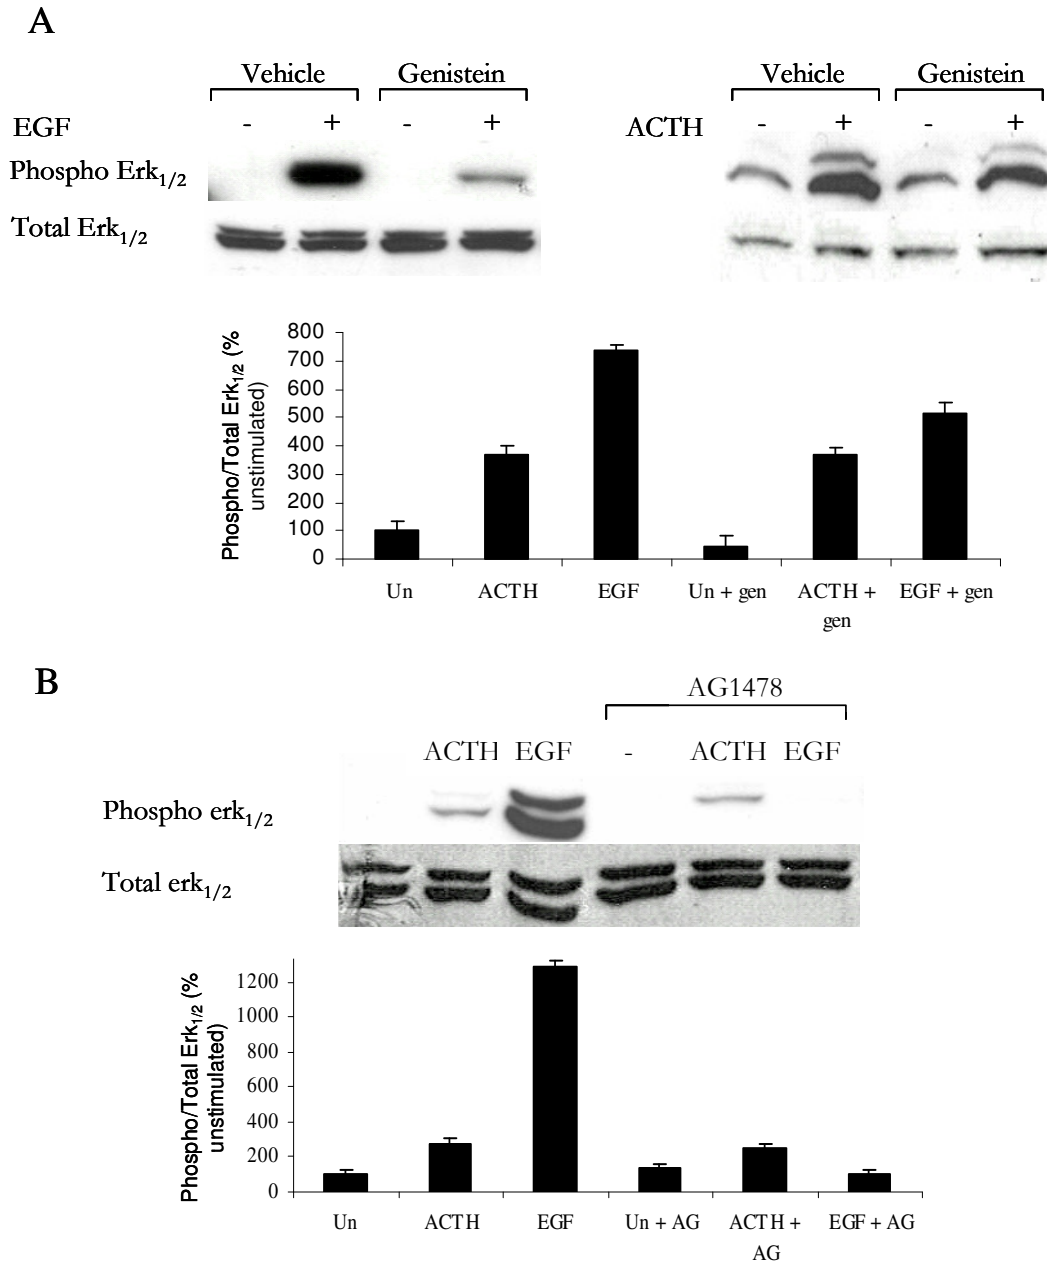 A
Vehicle Genistein Vehicle Genistein
EGF - + - + ACTH - + - +
Phospho Erk1/2
Total Erk1/2
Phospho/Total Erk1/2 (%
unstimulated)
800
700
600
500
400
300
200
100
0
Un ACTH EGF Un + gen ACTH + EGF + gen
gen
B
AG1478
ACTH EGF - ACTH EGF
Phospho erk1/2
Total erk1/2
Phospho/Total Erk1/2 (%
unstimulated)
1200
1000
800
600
400
200
0
Un ACTH EGF Un + AG ACTH + EGF + AG
AG